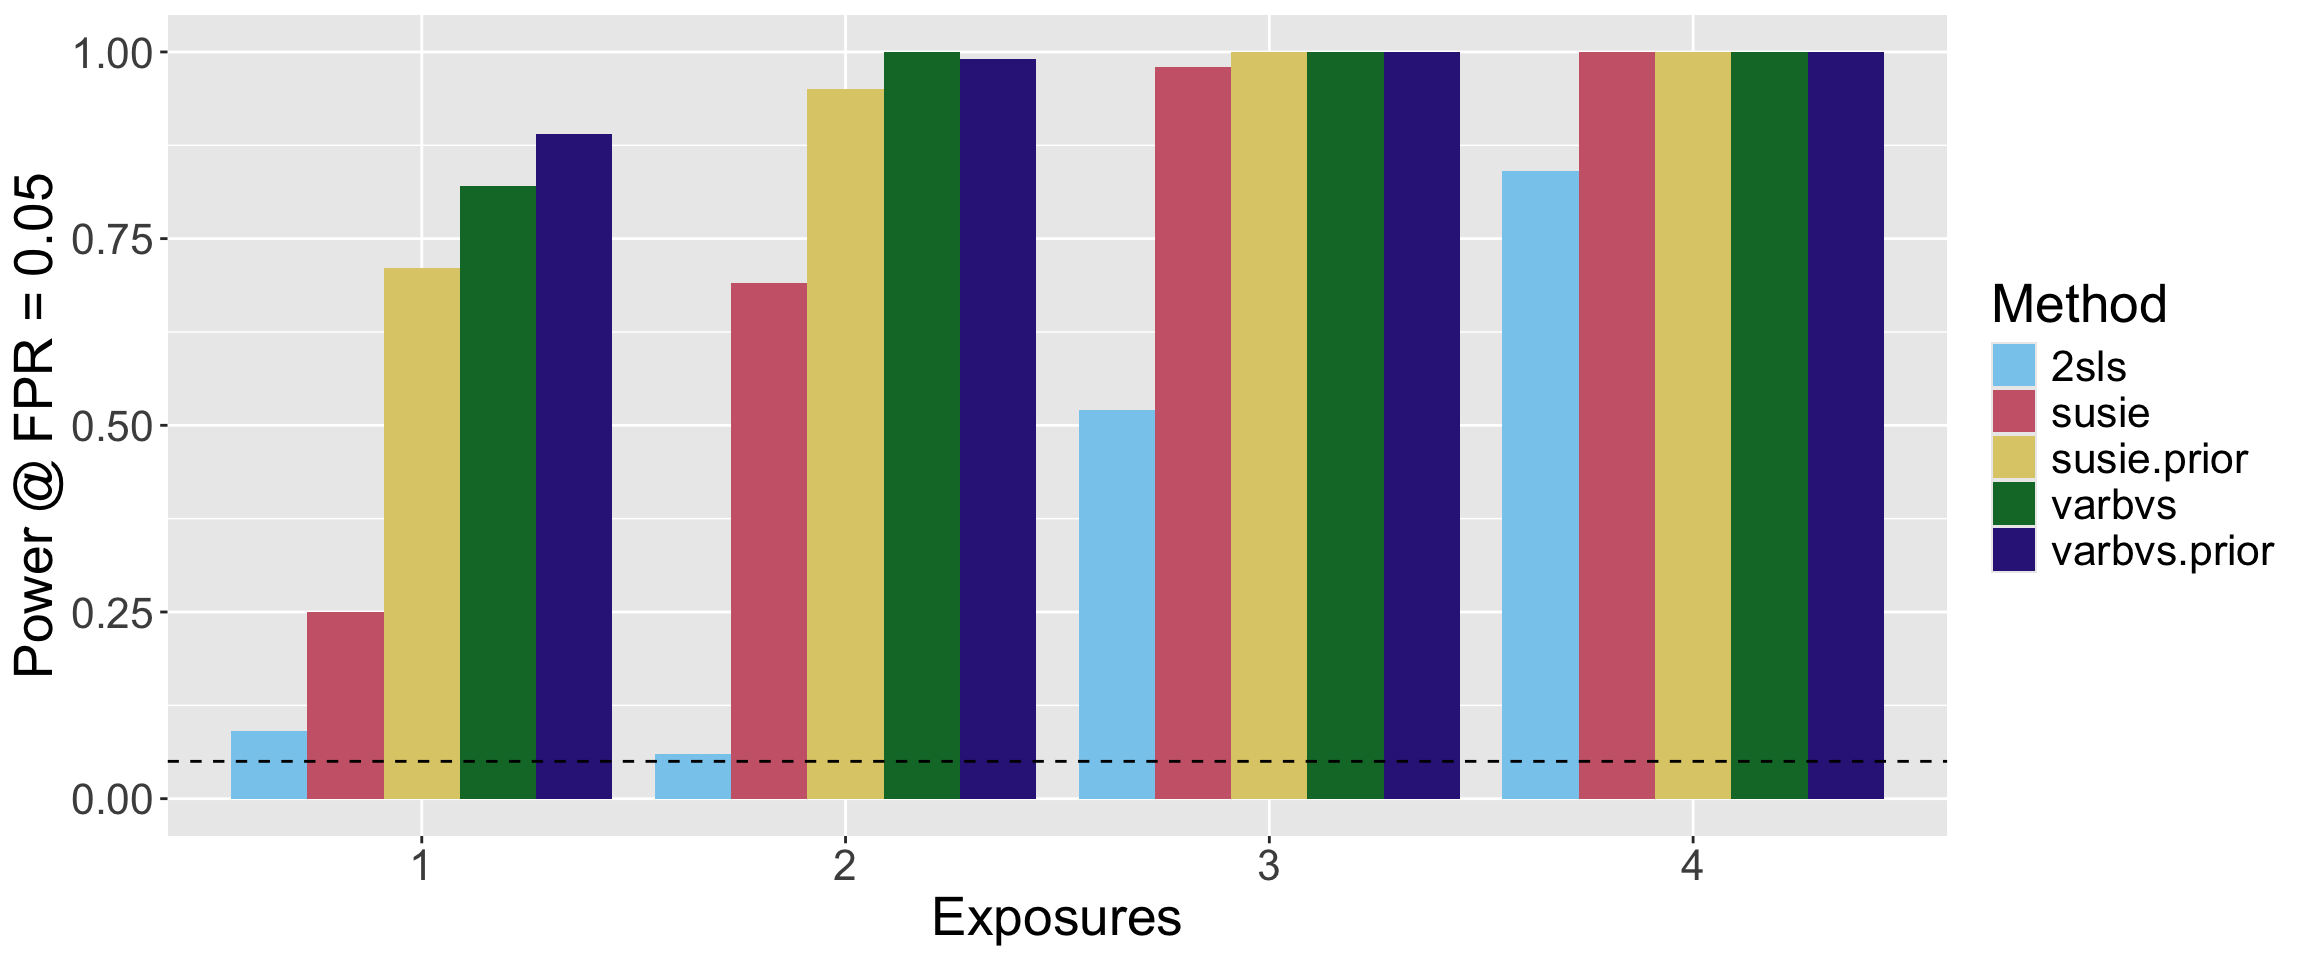 Power @ FPR = 0.05
1.00
0.75
0.50
0.25
0.00
1 2 3 4
Exposures
Method
2sls
susie
susie.prior
varbvs
varbvs.prior